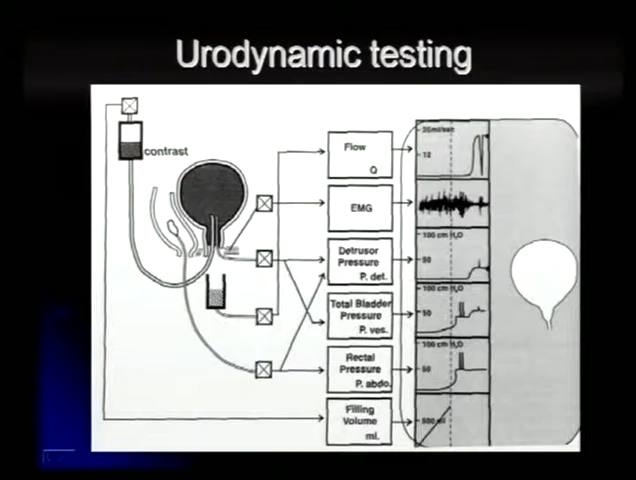 Urodynamic testing
contrast
Flow
Q
EMG
Detrusor
Pressure
P. det.
Total Bladder
Pressure
P. ves.
Rectal
Pressure
P. abdo.
Filling
Volume
ml.
25ml/sec
12
100 cm H₂O
50
100 cm H₂O
50
100 cm H₂O
50
500 ml